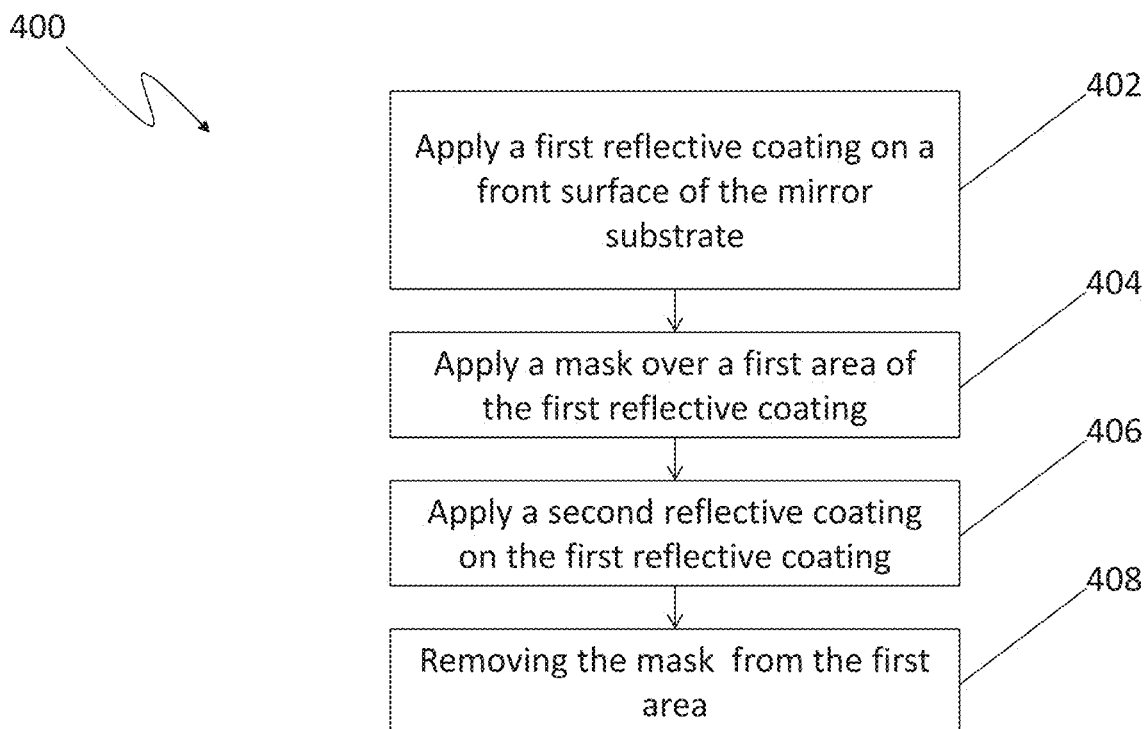 400
402
Apply a first reflective coating on a
front surface of the mirror
substrate
404
Apply a mask over a first area of
the first reflective coating
406
Apply a second reflective coating
on the first reflective coating
408
Removing the mask from the first
area